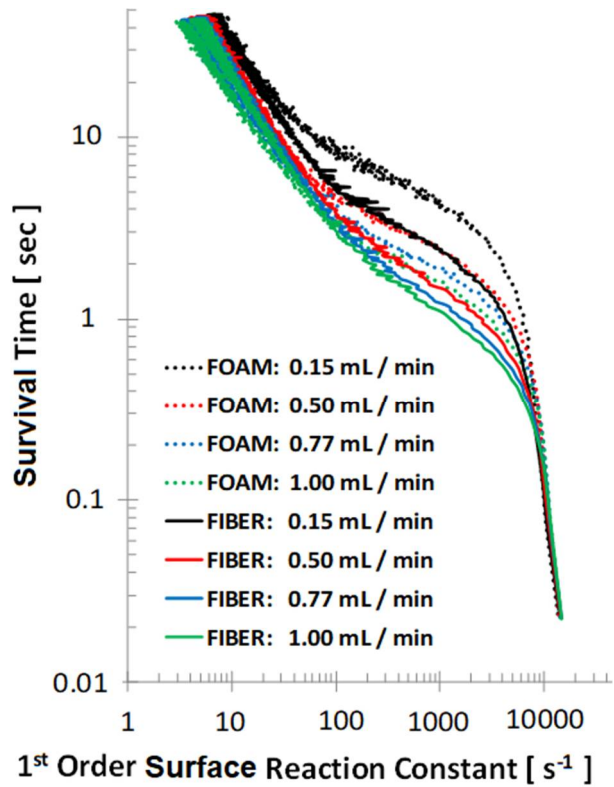 10
1
0.1
0.01
Survival Time [ sec ]
FOAM: 0.15 mL / min
FOAM: 0.50 mL / min
FOAM: 0.77 mL / min
FOAM: 1.00 mL / min
FIBER: 0.15 mL / min
FIBER: 0.50 mL / min
FIBER: 0.77 mL / min
FIBER: 1.00 mL / min
1 10 100 1000 10000
1st Order Surface Reaction Constant [ s-1 ]